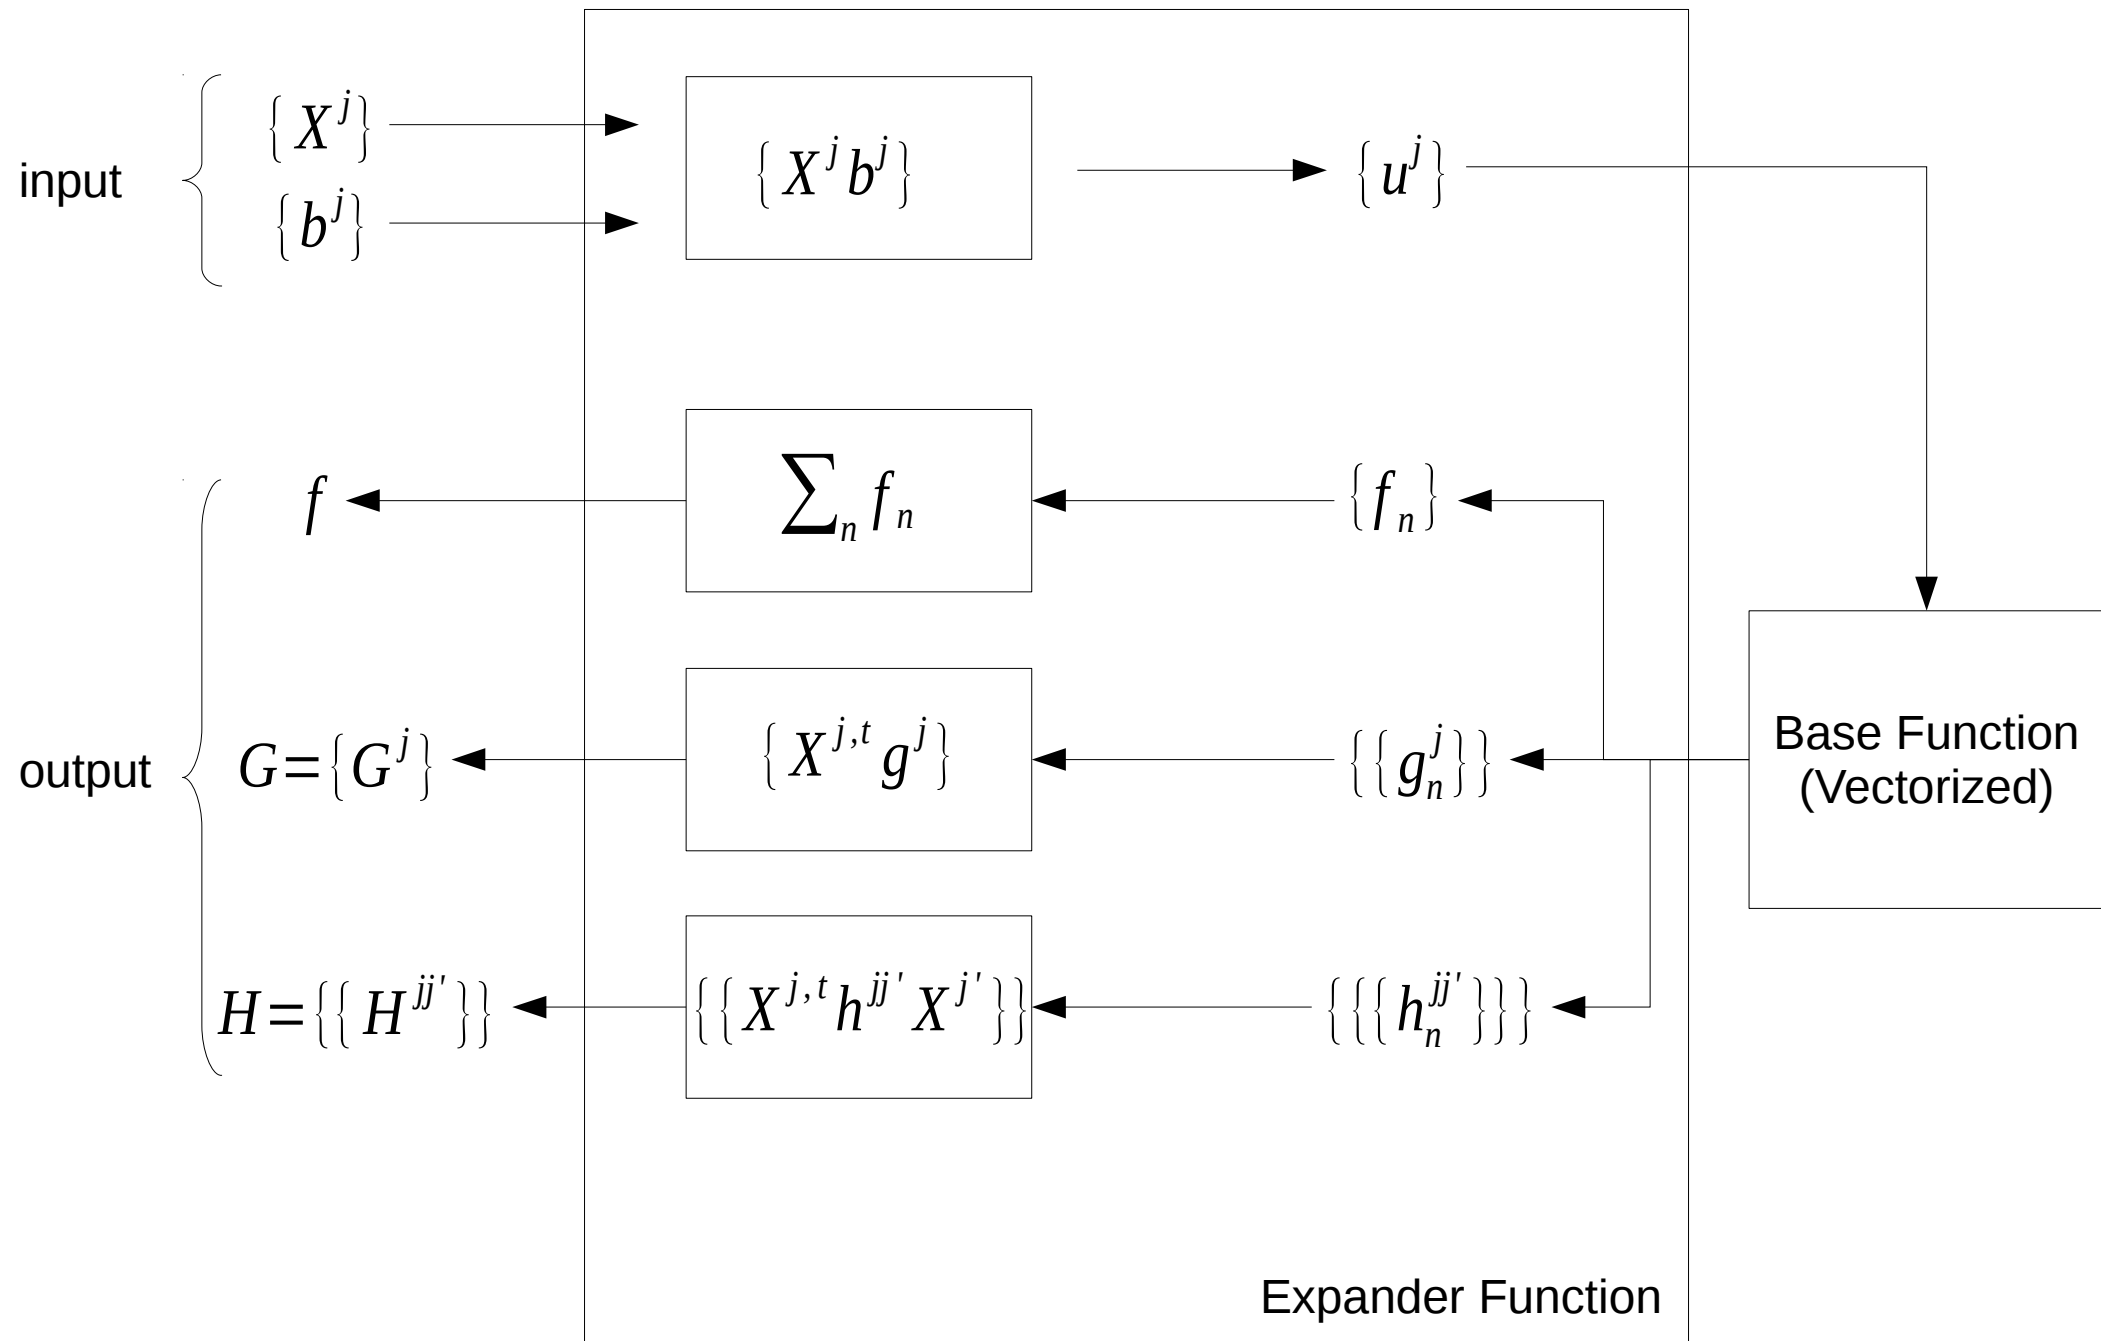 input
{X^j}
{b^j}
{X^j b^j}
{u^j}
output
f
∑_n f_n
{f_n}
G={G^j}
{X^{j,t} g^j}
{{g_n^j}}
Base Function
(Vectorized)
H={{H^{jj'}}}
{{X^{j,t} h^{jj'} X^{j'}}}
{{{h_n^{jj'}}}}
Expander Function